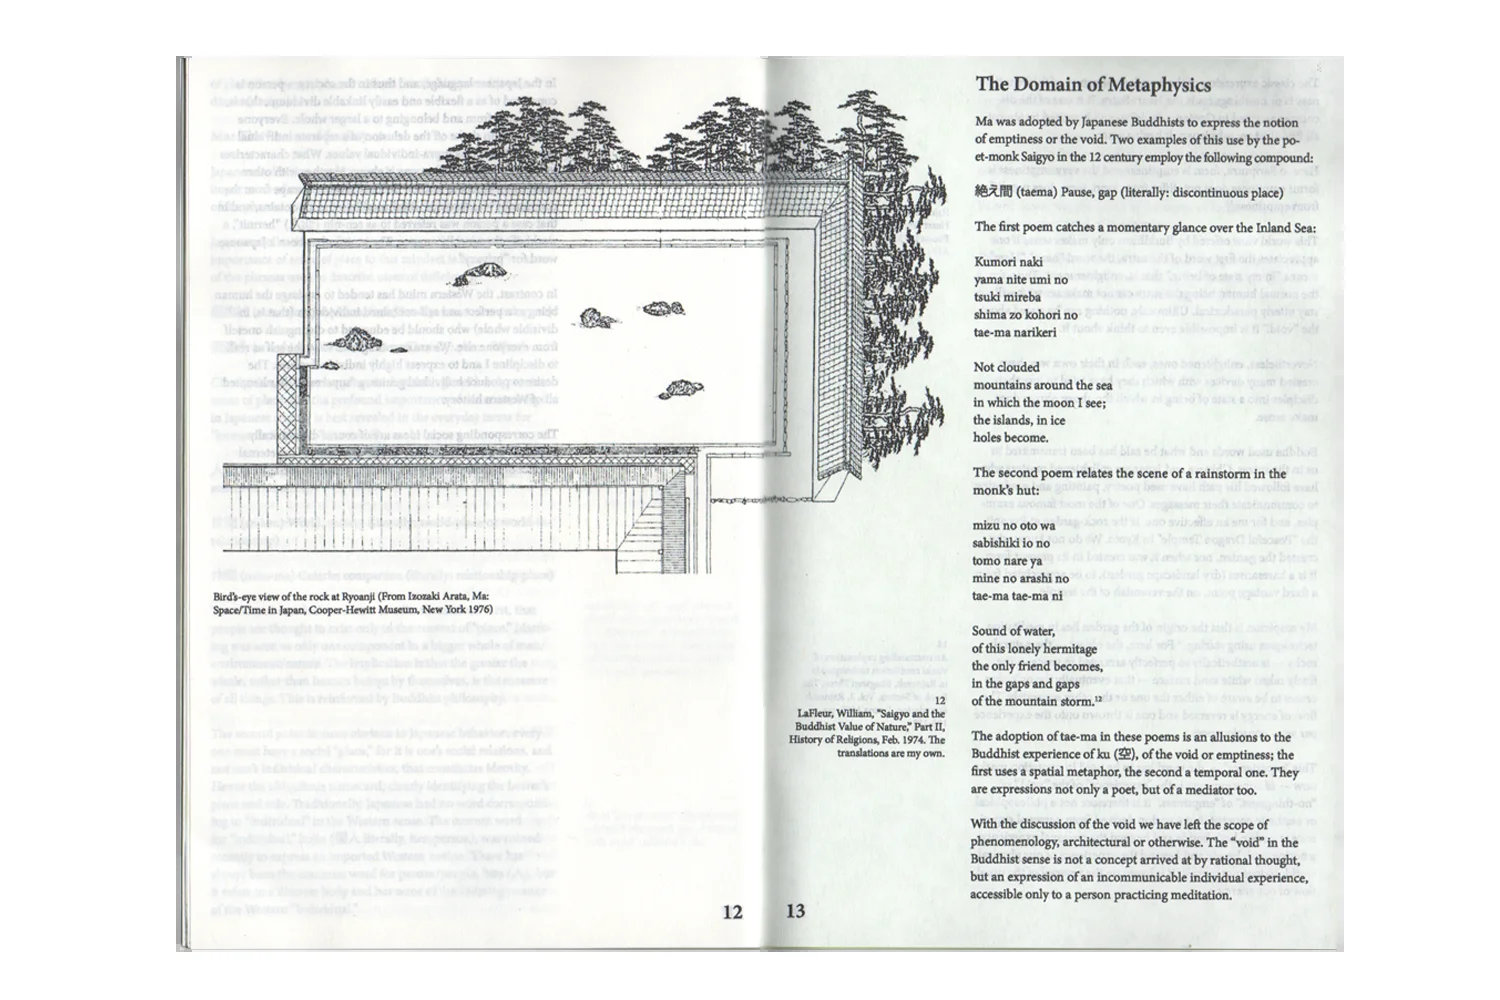 Bird's-eye view of the rock at Ryoanji (From Izozaki Arata, Ma:
Space/Time in Japan, Cooper-Hewitt Museum, New York 1976)
12
13
12
LaFleur, William, "Saigyo and the
Buddhist Value of Nature," Part II,
History of Religions, Feb. 1974. The
translations are my own.
The Domain of Metaphysics
Ma was adopted by Japanese Buddhists to express the notion
of emptiness or the void. Two examples of this use by the po-
et-monk Saigyo in the 12 century employ the following compound:
絶え間 (taema) Pause, gap (literally: discontinuous place)
The first poem catches a momentary glance over the Inland Sea:
Kumori naki
yama nite umi no
tsuki mireba
shima zo kohori no
tae-ma narikeri
Not clouded
mountains around the sea
in which the moon I see;
the islands, in ice
holes become.
The second poem relates the scene of a rainstorm in the
monk's hut:
mizu no oto wa
sabishiki io no
tomo nare ya
mine no arashi no
tae-ma tae-ma ni
Sound of water,
of this lonely hermitage
the only friend becomes,
in the gaps and gaps
of the mountain storm.¹²
The adoption of tae-ma in these poems is an allusions to the
Buddhist experience of ku (空), of the void or emptiness; the
first uses a spatial metaphor, the second a temporal one. They
are expressions not only a poet, but of a mediator too.
With the discussion of the void we have left the scope of
phenomenology, architectural or otherwise. The "void" in the
Buddhist sense is not a concept arrived at by rational thought,
but an expression of an incommunicable individual experience,
accessible only to a person practicing meditation.